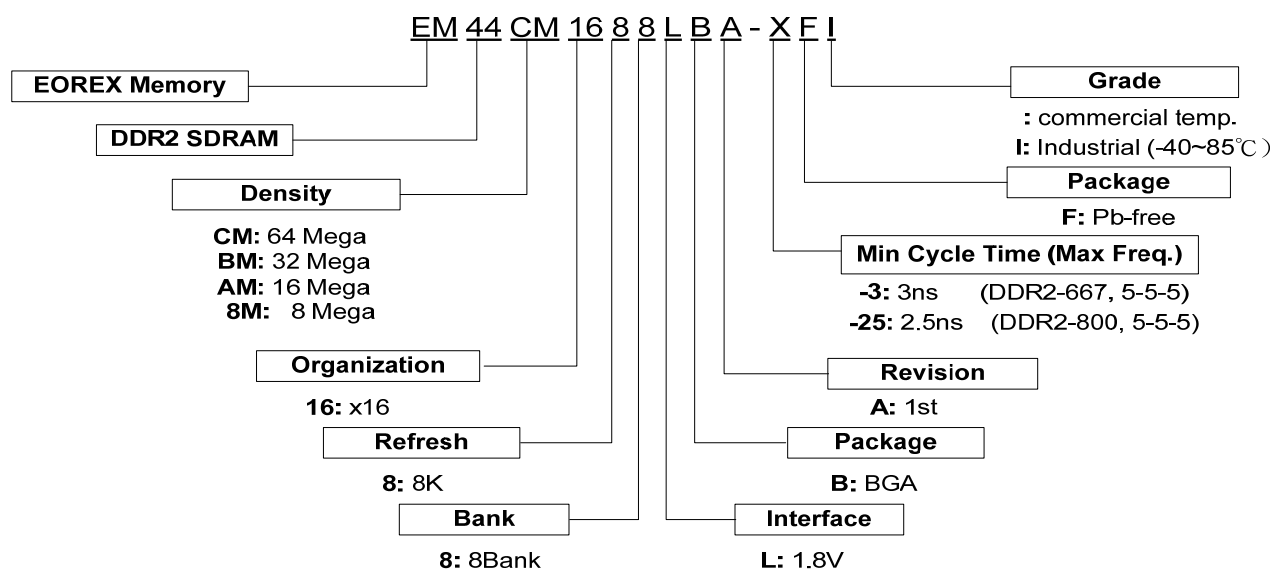 EM 44 CM 16 8 8 L B A - X F I
EOREX Memory
DDR2 SDRAM
Density
CM: 64 Mega
BM: 32 Mega
AM: 16 Mega
8M: 8 Mega
Organization
16: x16
Refresh
8: 8K
Bank
8: 8Bank
Grade
: commercial temp.
I: Industrial (-40~85℃)
Package
F: Pb-free
Min Cycle Time (Max Freq.)
-3: 3ns (DDR2-667, 5-5-5)
-25: 2.5ns (DDR2-800, 5-5-5)
Revision
A: 1st
Package
B: BGA
Interface
L: 1.8V